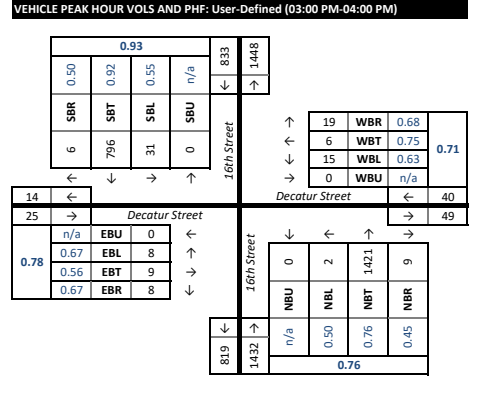 VEHICLE PEAK HOUR VOLS AND PHF: User-Defined (03:00 PM-04:00 PM)
0.93
0.50 0.92 0.55 n/a
SBR SBT SBL SBU
6 796 31 0
← ↓ → ↑
833 1448
↓ ↑
16th Street
↑ 19 WBR 0.68
← 6 WBT 0.75
↓ 15 WBL 0.63
→ 0 WBU n/a
0.71
14 ←
Decatur Street
← 40
25 →
Decatur Street
→ 49
0.78
n/a EBU 0 ←
0.67 EBL 8 ↑
0.56 EBT 9 →
0.67 EBR 8 ↓
16th Street
↓ ↑
819 1432
↓ ← ↑ →
0 2 1421 9
NBU NBL NBT NBR
n/a 0.50 0.76 0.45
0.76